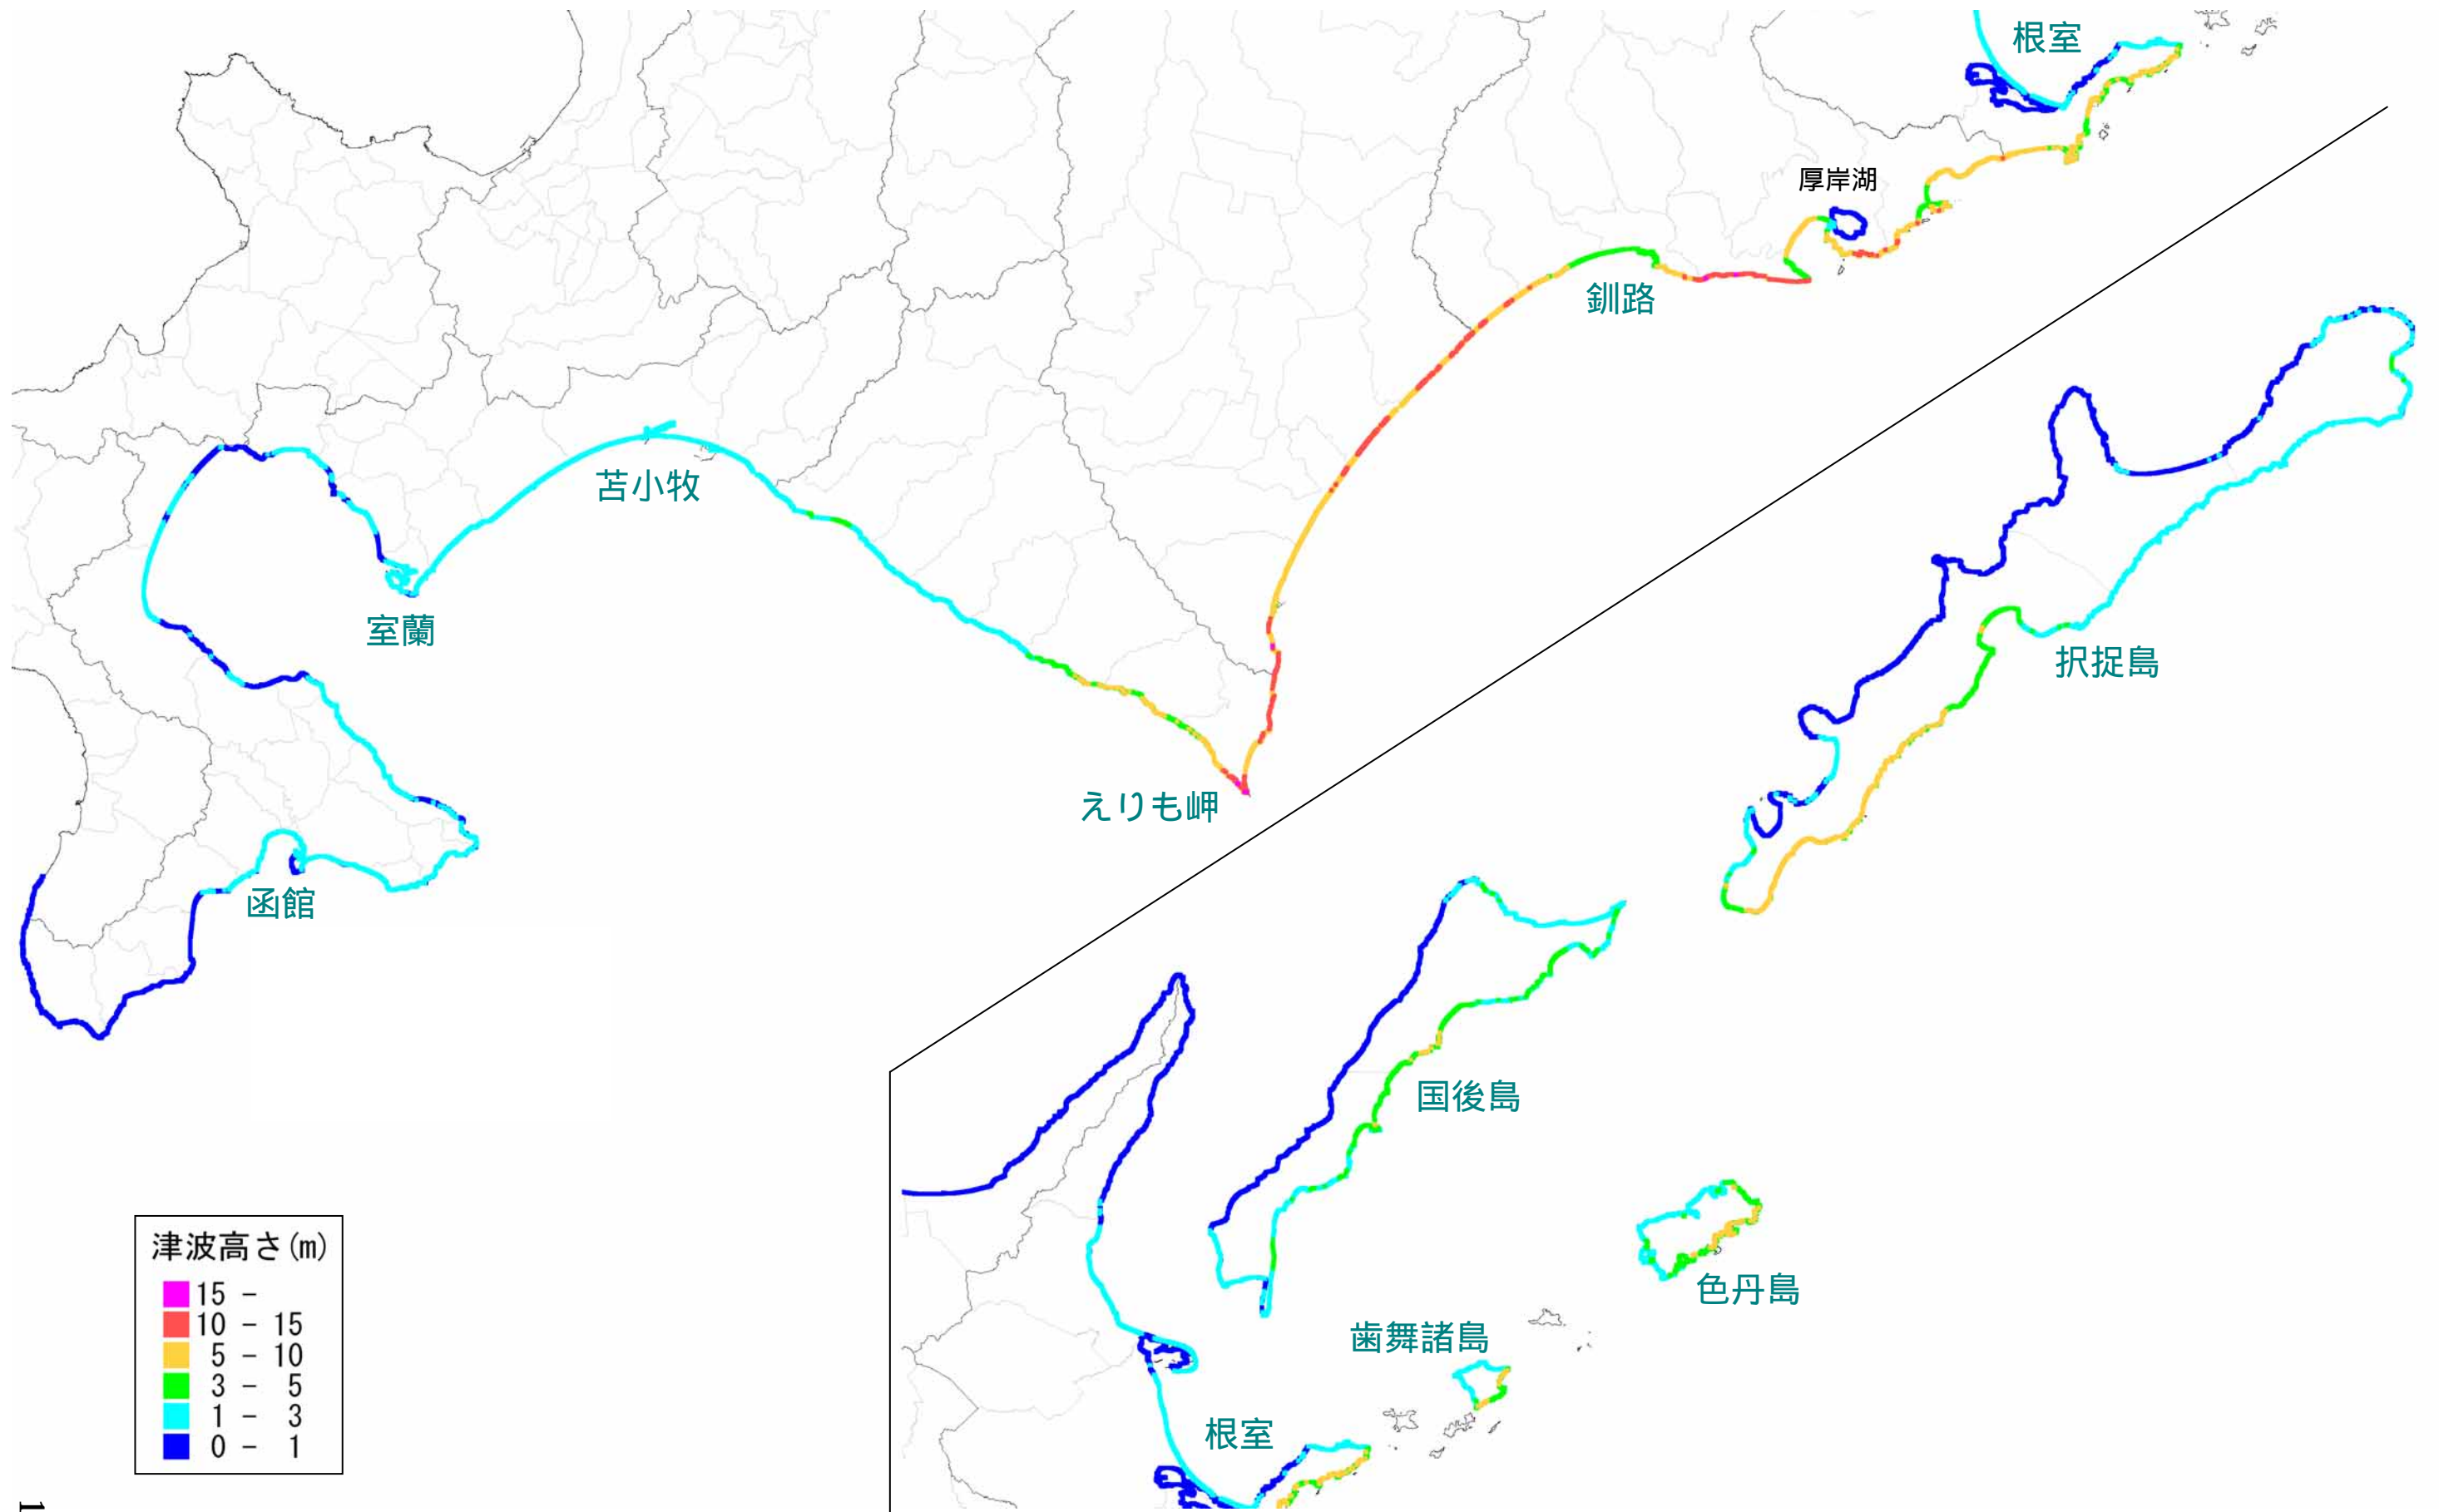 根室
厚岸湖
釧路
苫小牧
室蘭
択捉島
えりも岬
函館
国後島
色丹島
歯舞諸島
根室
津波高さ(m)
15 -
10 - 15
5 - 10
3 - 5
1 - 3
0 - 1
1